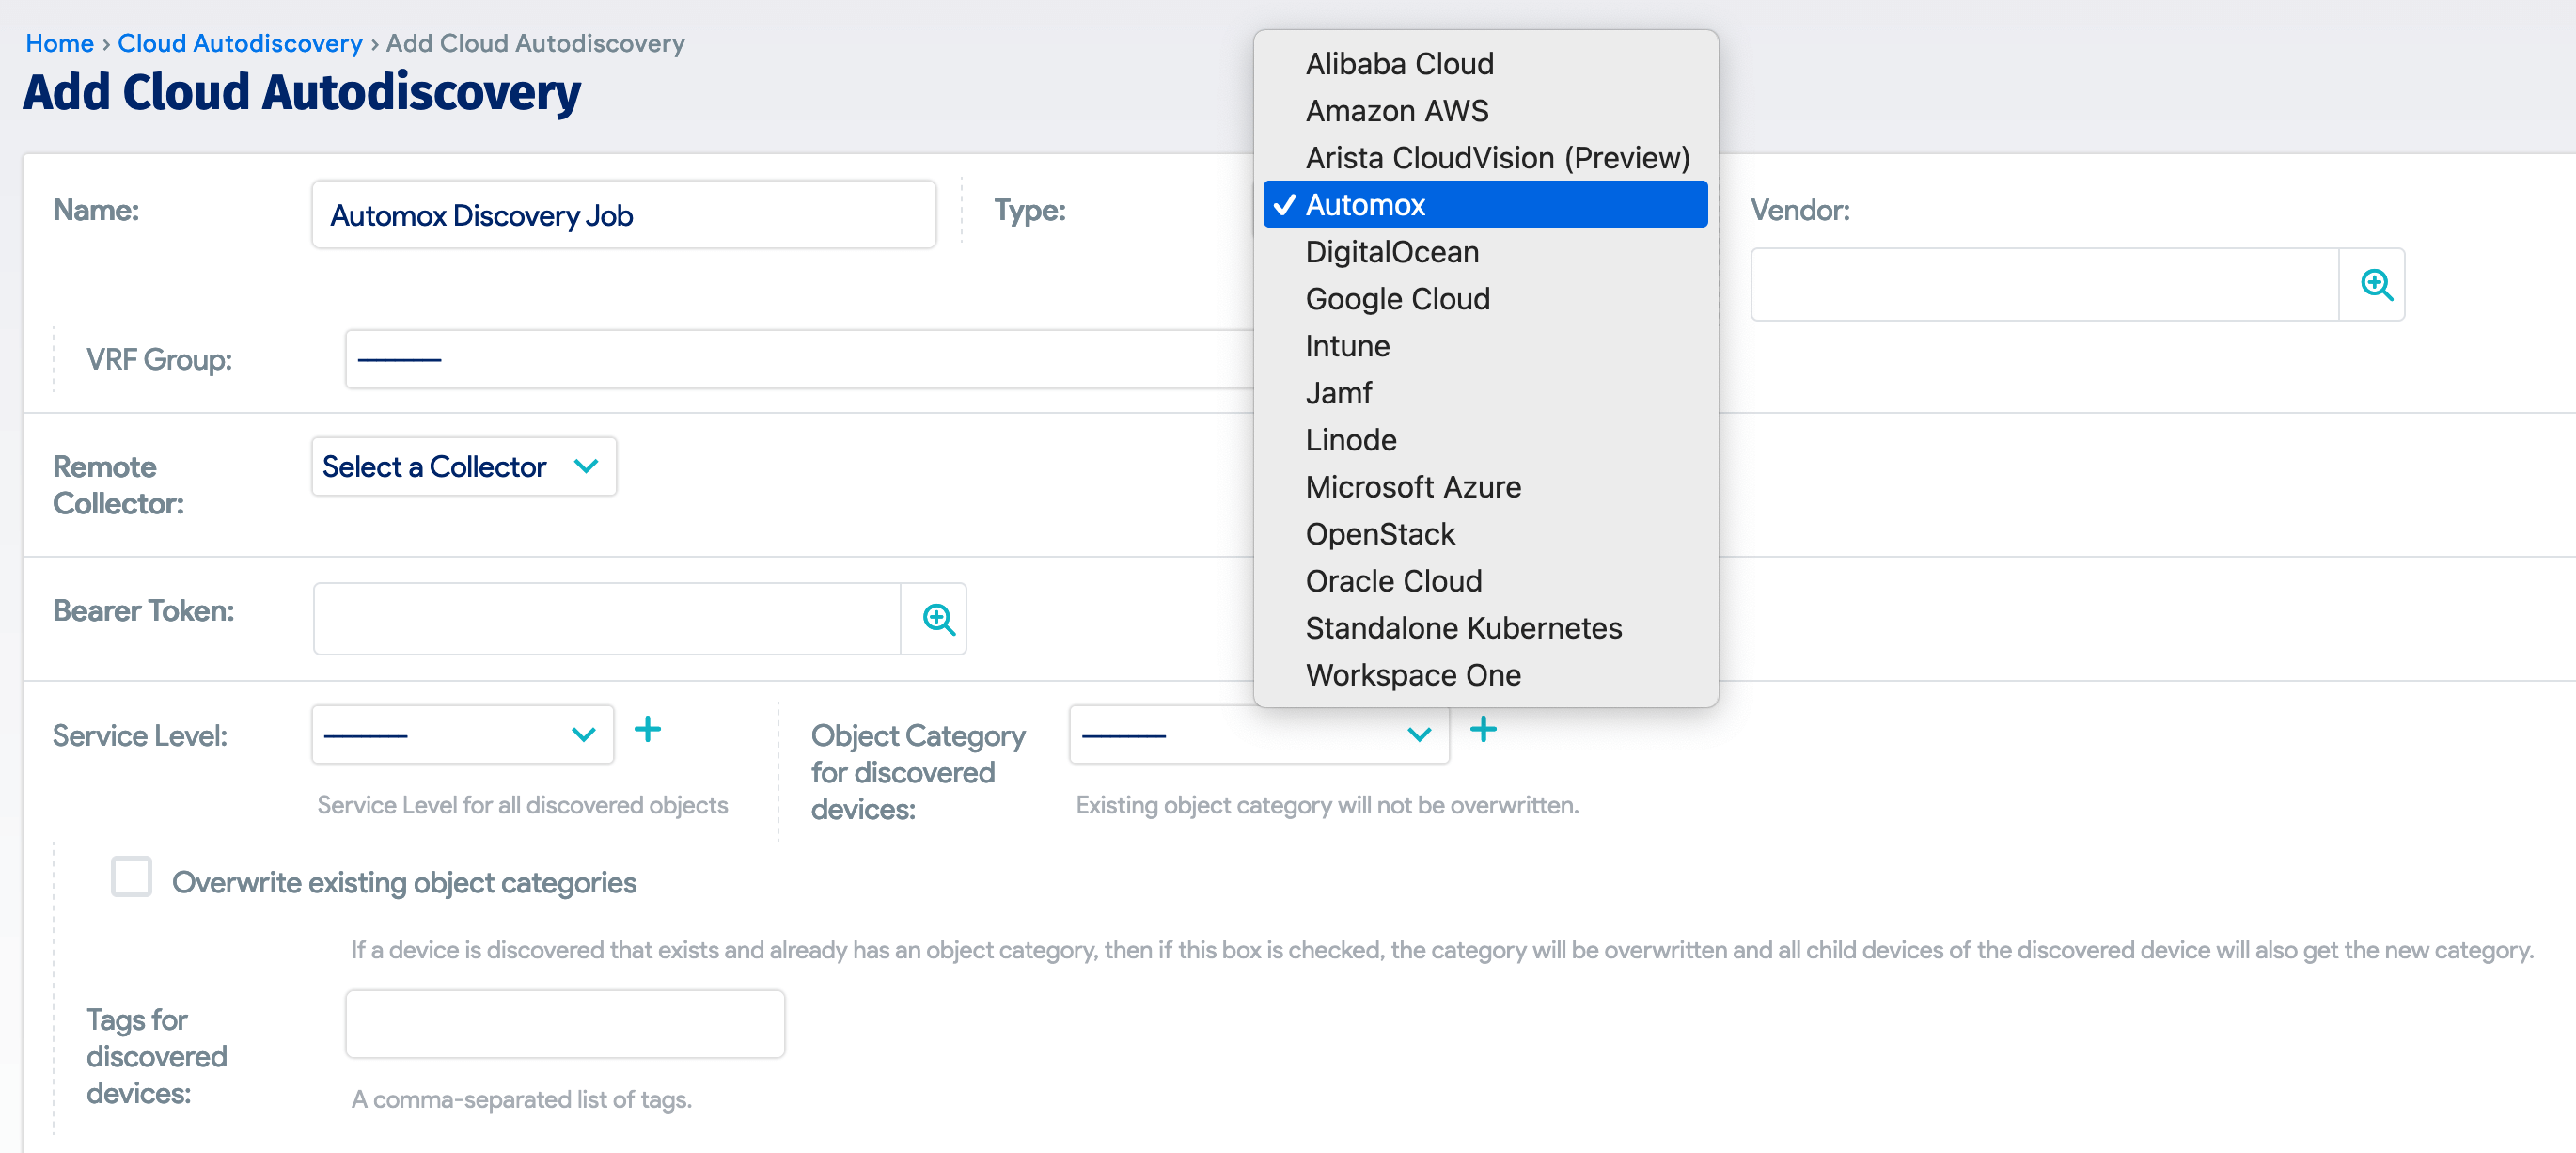 Home › Cloud Autodiscovery › Add Cloud Autodiscovery
Add Cloud Autodiscovery
Name:
Automox Discovery Job
Type:
Alibaba Cloud
Amazon AWS
Arista CloudVision (Preview)
✓ Automox
DigitalOcean
Google Cloud
Intune
Jamf
Linode
Microsoft Azure
OpenStack
Oracle Cloud
Standalone Kubernetes
Workspace One
Vendor:
VRF Group:
Remote
Collector:
Select a Collector
Bearer Token:
Service Level:
Service Level for all discovered objects
Object Category
for discovered
devices:
Existing object category will not be overwritten.
Overwrite existing object categories
If a device is discovered that exists and already has an object category, then if this box is checked, the category will be overwritten and all child devices of the discovered device will also get the new category.
Tags for
discovered
devices:
A comma-separated list of tags.